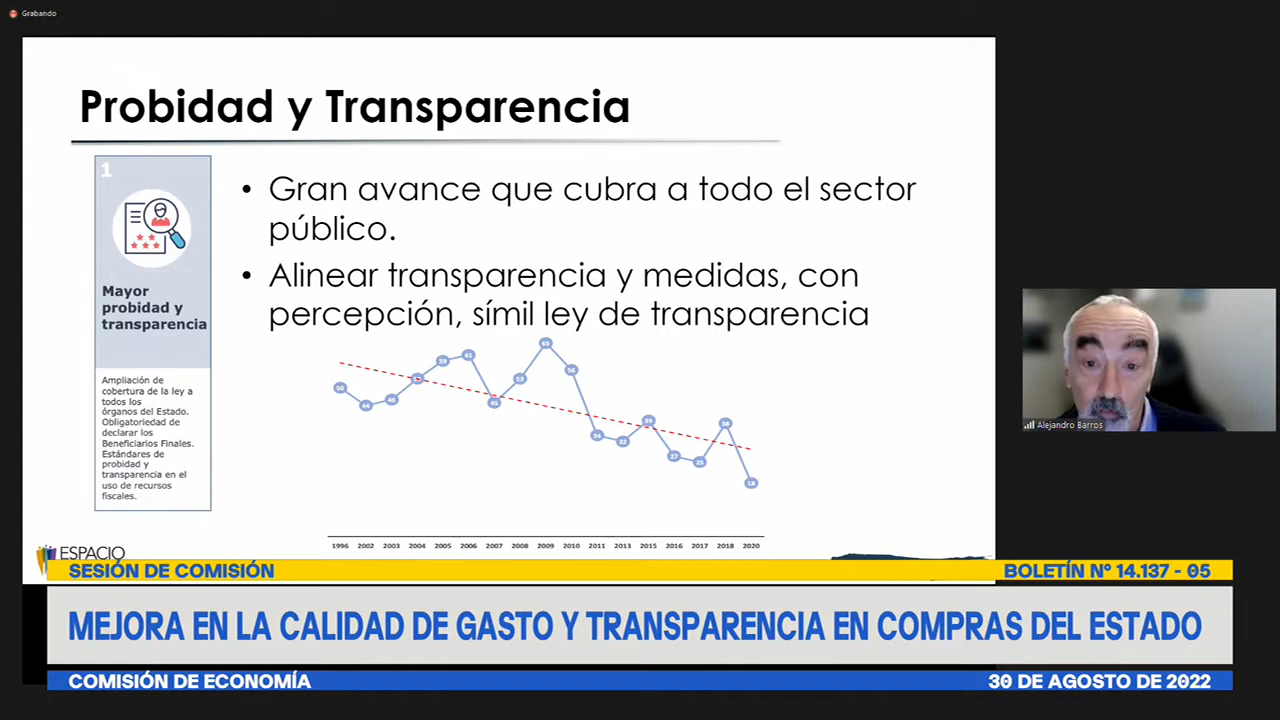 Grabando
Probidad y Transparencia
1
Mayor
probidad y
transparencia
Ampliación de
cobertura de la ley a
todos los
órganos del Estado.
Obligatoriedad de
declarar los
Beneficiarios Finales.
Estándares de
probidad y
transparencia en el
uso de recursos
fiscales.
• Gran avance que cubra a todo el sector
público.
• Alinear transparencia y medidas, con
percepción, símil ley de transparencia
50 44 46 59 61 45 53 65 56 34 32 39 27 25 38 18
1996 2002 2003 2004 2005 2006 2007 2008 2009 2010 2011 2013 2015 2016 2017 2018 2020
Alejandro Barros
ESPACIO
SESIÓN DE COMISIÓN
BOLETÍN N° 14.137 - 05
MEJORA EN LA CALIDAD DE GASTO Y TRANSPARENCIA EN COMPRAS DEL ESTADO
COMISIÓN DE ECONOMÍA
30 DE AGOSTO DE 2022